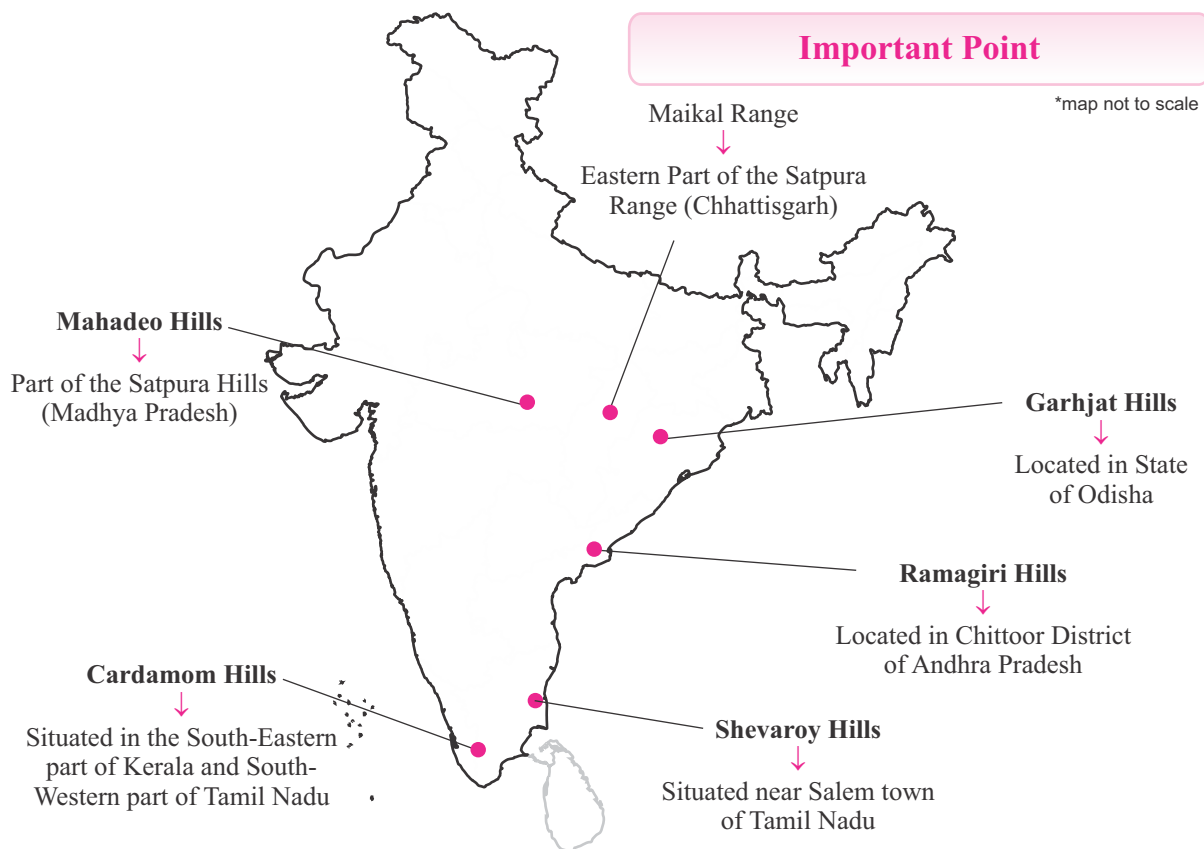 Important Point
*map not to scale
Maikal Range
↓
Eastern Part of the Satpura
Range (Chhattisgarh)
Mahadeo Hills
↓
Part of the Satpura Hills
(Madhya Pradesh)
Garhjat Hills
↓
Located in State
of Odisha
Ramagiri Hills
↓
Located in Chittoor District
of Andhra Pradesh
Cardamom Hills
↓
Situated in the South-Eastern
part of Kerala and South-
Western part of Tamil Nadu
Shevaroy Hills
↓
Situated near Salem town
of Tamil Nadu